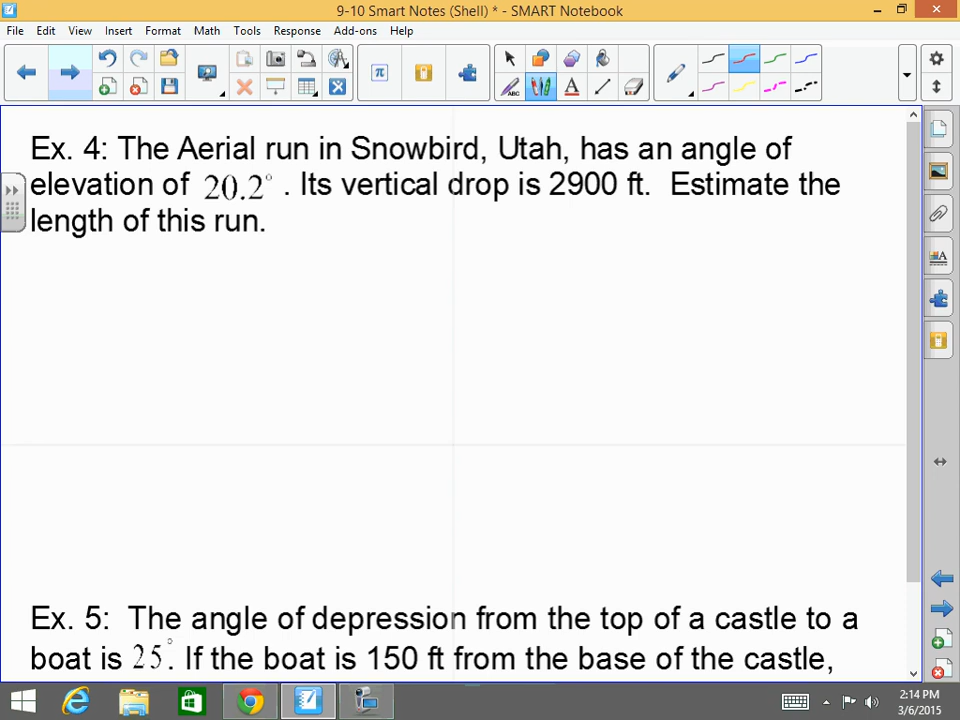 9-10 Smart Notes (Shell) * - SMART Notebook
File Edit View Insert Format Math Tools Response Add-ons Help
Ex. 4: The Aerial run in Snowbird, Utah, has an angle of
elevation of 20.2° . Its vertical drop is 2900 ft. Estimate the
length of this run.
Ex. 5: The angle of depression from the top of a castle to a
boat is 25°. If the boat is 150 ft from the base of the castle,
2:14 PM
3/6/2015